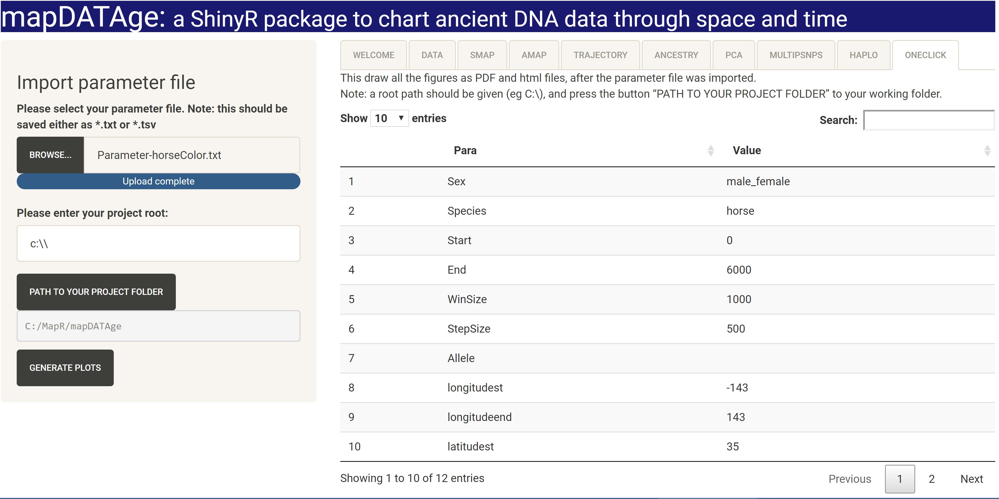 mapDATAge: a ShinyR package to chart ancient DNA data through space and time
Import parameter file
Please select your parameter file. Note: this should be
saved either as *.txt or *.tsv
BROWSE... Parameter-horseColor.txt
Upload complete
Please enter your project root:
c:\\
PATH TO YOUR PROJECT FOLDER
C:/MapR/mapDATAge
GENERATE PLOTS
WELCOME DATA SMAP AMAP TRAJECTORY ANCESTRY PCA MULTIPSNPS HAPLO ONECLICK
This draw all the figures as PDF and html files, after the parameter file was imported.
Note: a root path should be given (eg C:\), and press the button “PATH TO YOUR PROJECT FOLDER” to your working folder.
Show 10 entries Search:
Para Value
1 Sex male_female
2 Species horse
3 Start 0
4 End 6000
5 WinSize 1000
6 StepSize 500
7 Allele
8 longitudest -143
9 longitudeend 143
10 latitudest 35
Showing 1 to 10 of 12 entries Previous 1 2 Next